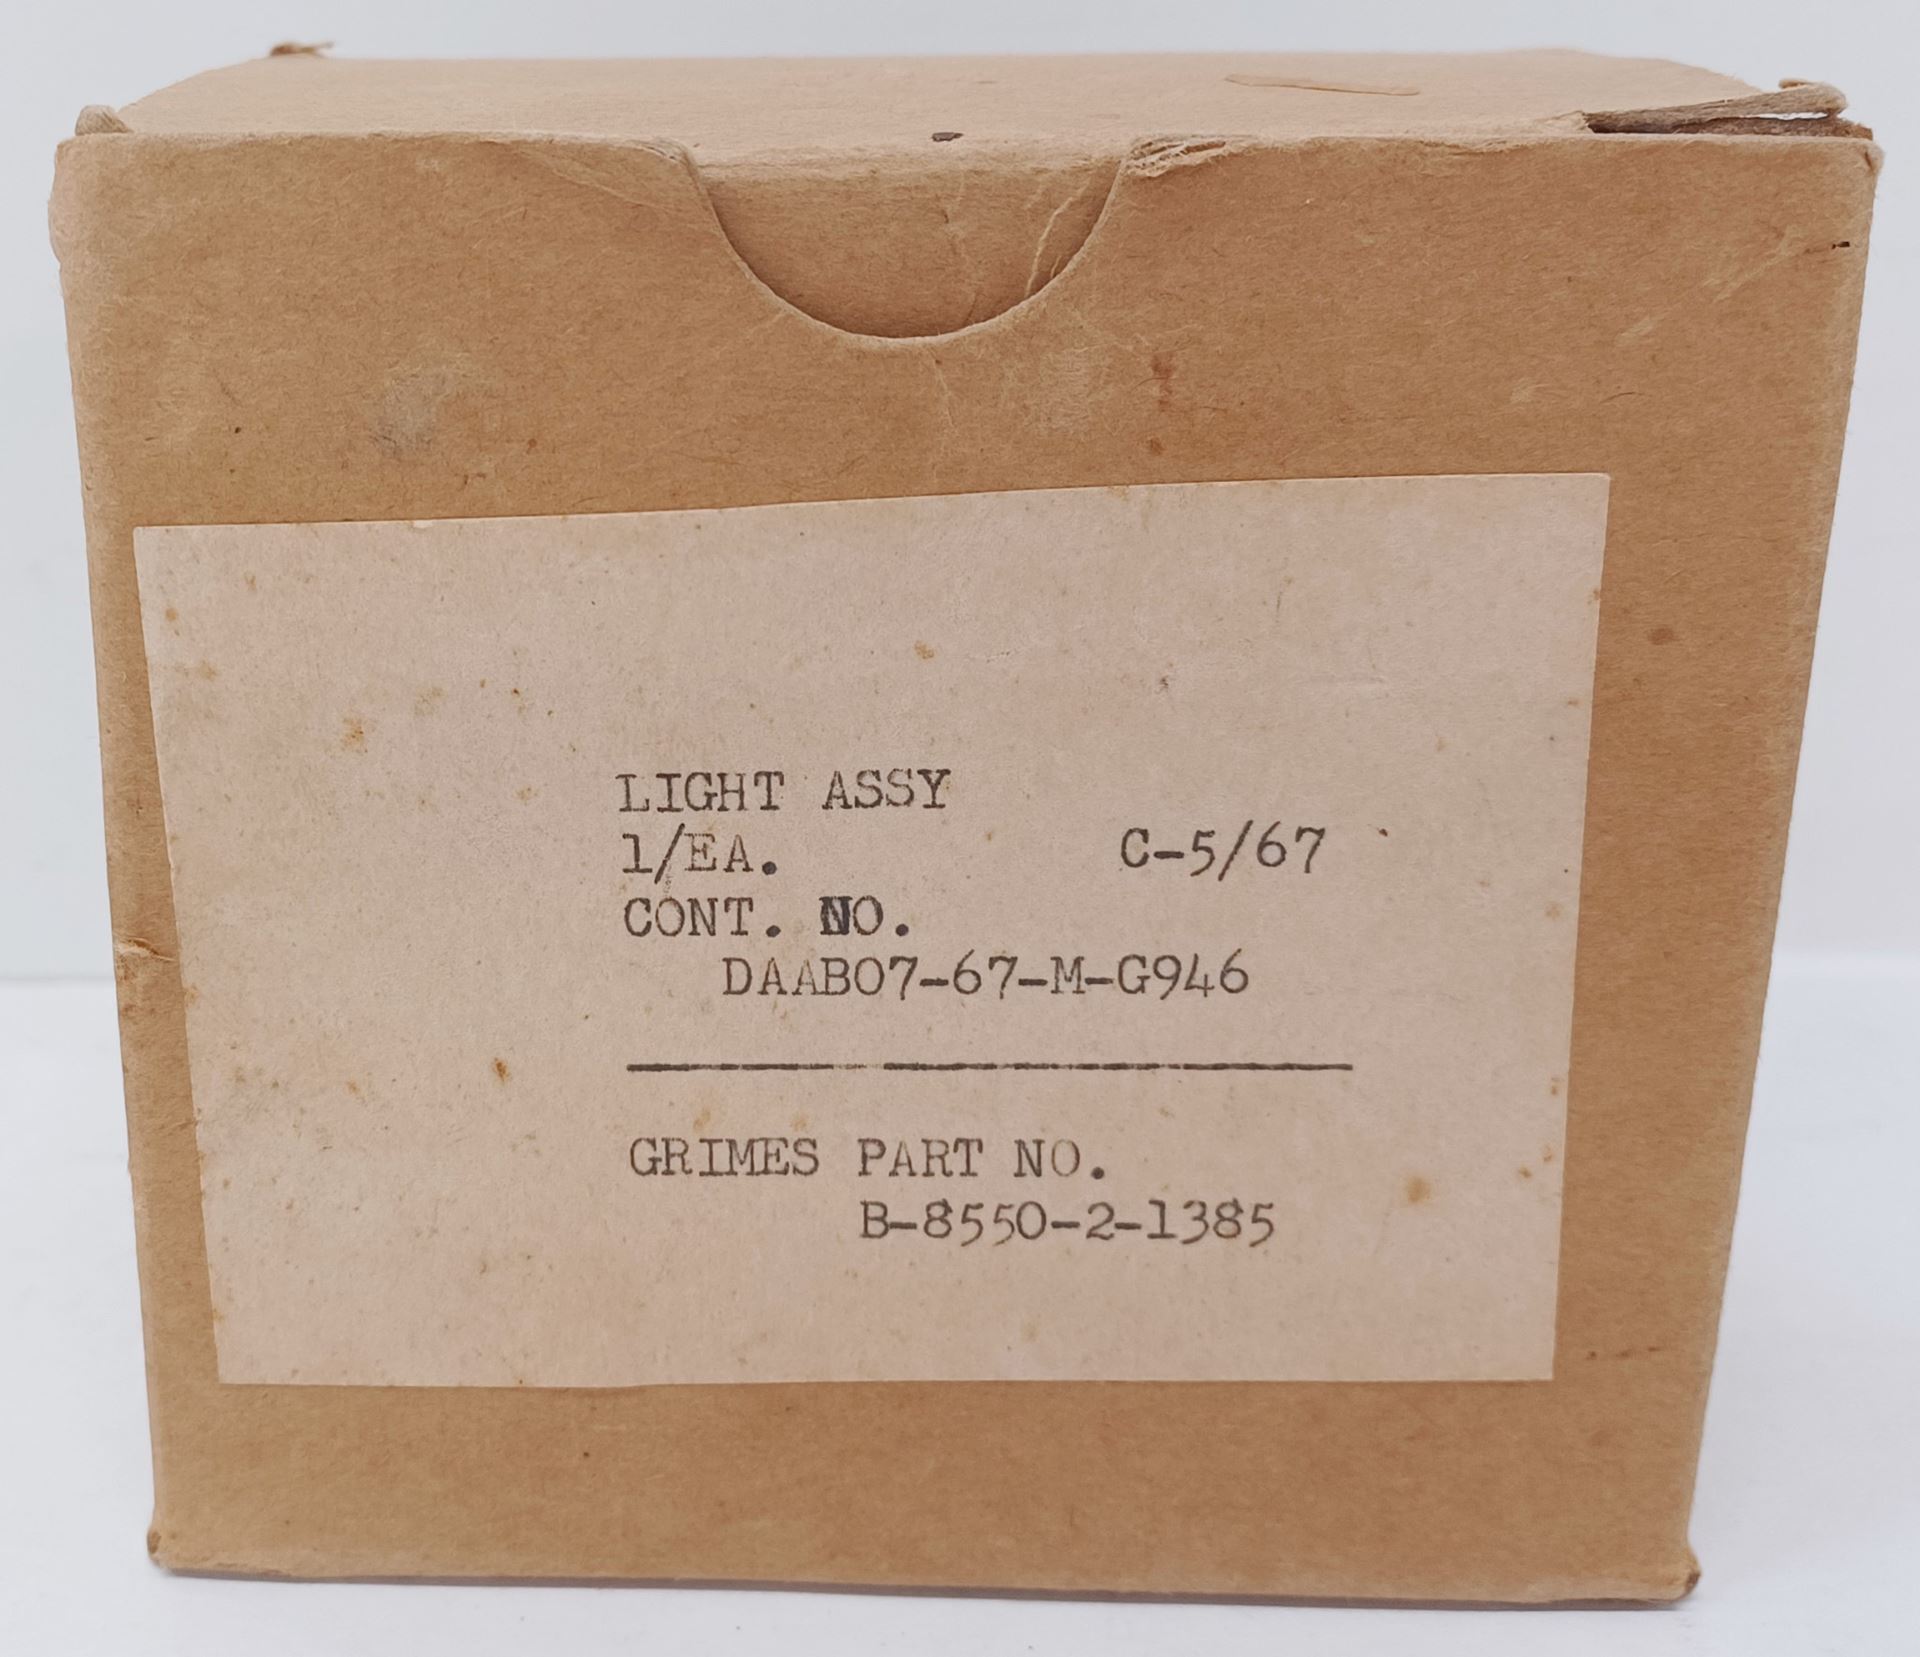 LIGHT ASSY
1/EA. C-5/67
CONT. NO.
DAAB07-67-M-G946
GRIMES PART NO.
B-8550-2-1385